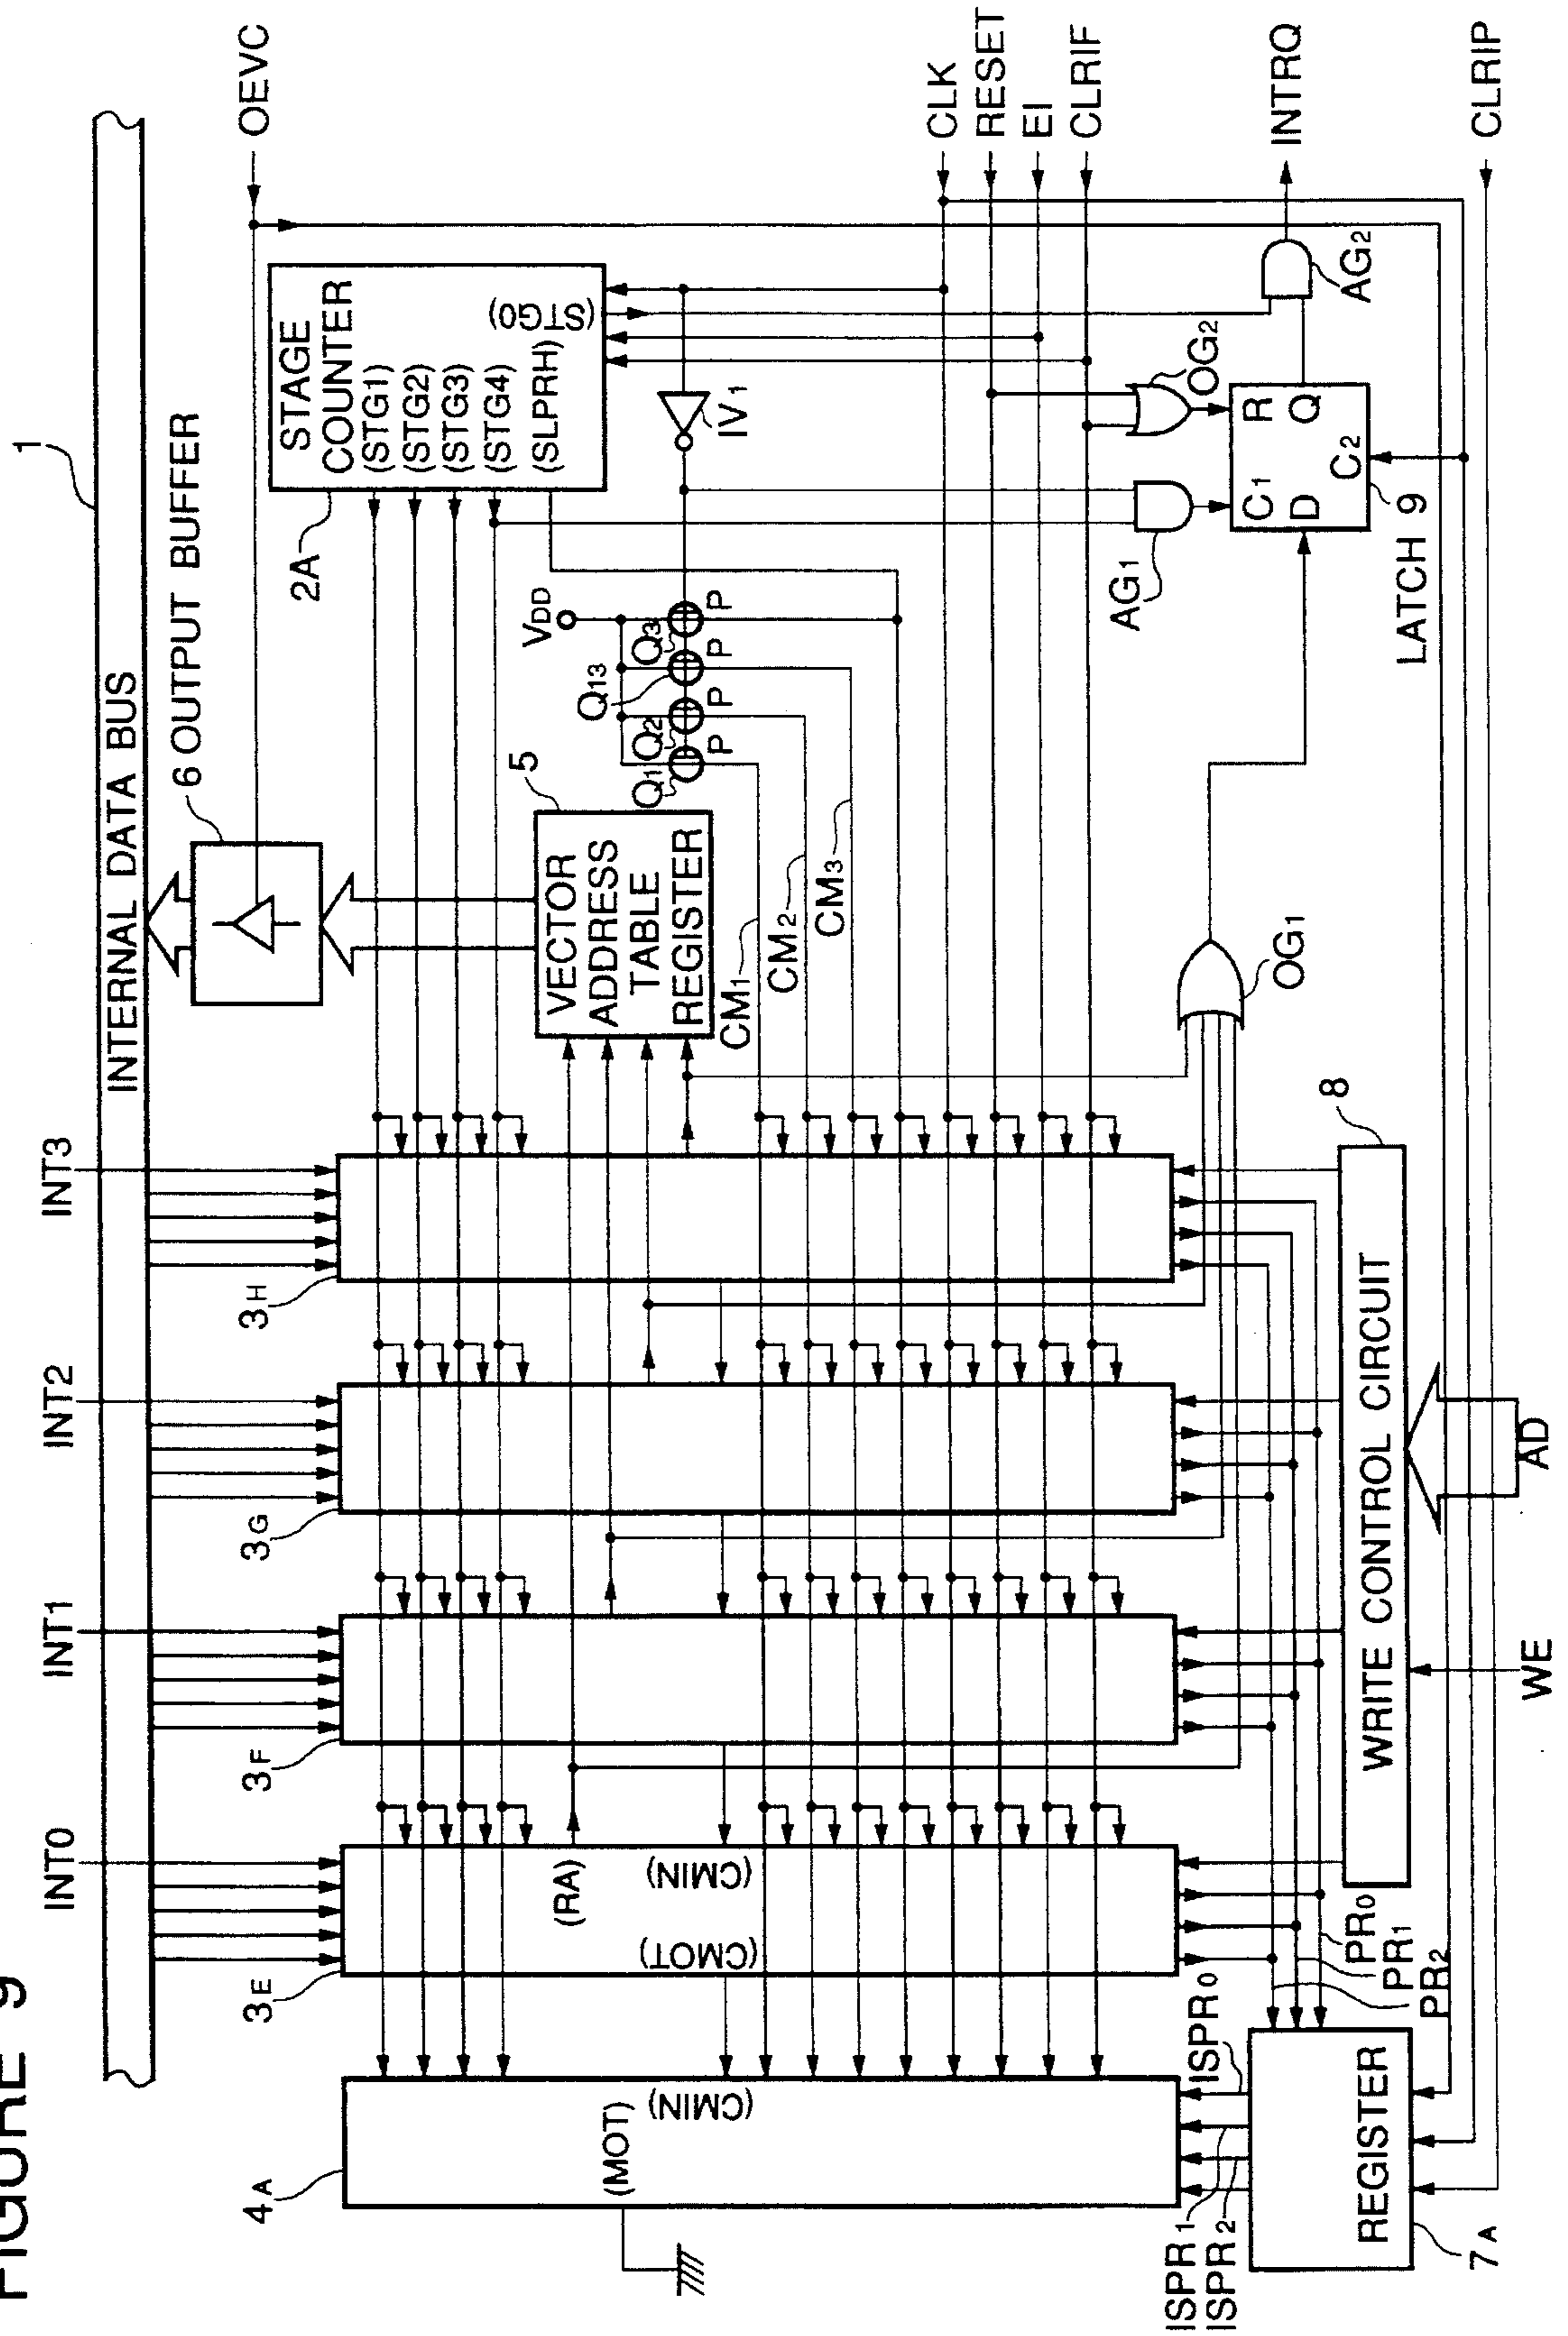 FIGURE 9
INT0
INT1
INT2
INT3
1
INTERNAL DATA BUS
6 OUTPUT BUFFER
OEVC
STAGE
COUNTER
(STG1)
(STG2)
(STG3)
(STG4)
(SLPRH)
(STG0)
2A
VDD
Q1
Q2
Q13
Q3
P
P
P
P
IV1
5
VECTOR
ADDRESS
TABLE
REGISTER
CM1
CM2
CM3
CLK
RESET
EI
CLRIF
INTRQ
CLRIP
AG2
OG2
AG1
C1
R
D
Q
C2
LATCH 9
OG1
3E
3F
3G
3H
(RA)
(CMIN)
(CMOT)
4A
(MOT)
(CMIN)
8
WRITE CONTROL CIRCUIT
WE
AD
PR0
PR1
PR2
ISPR0
ISPR1
ISPR2
REGISTER
7A